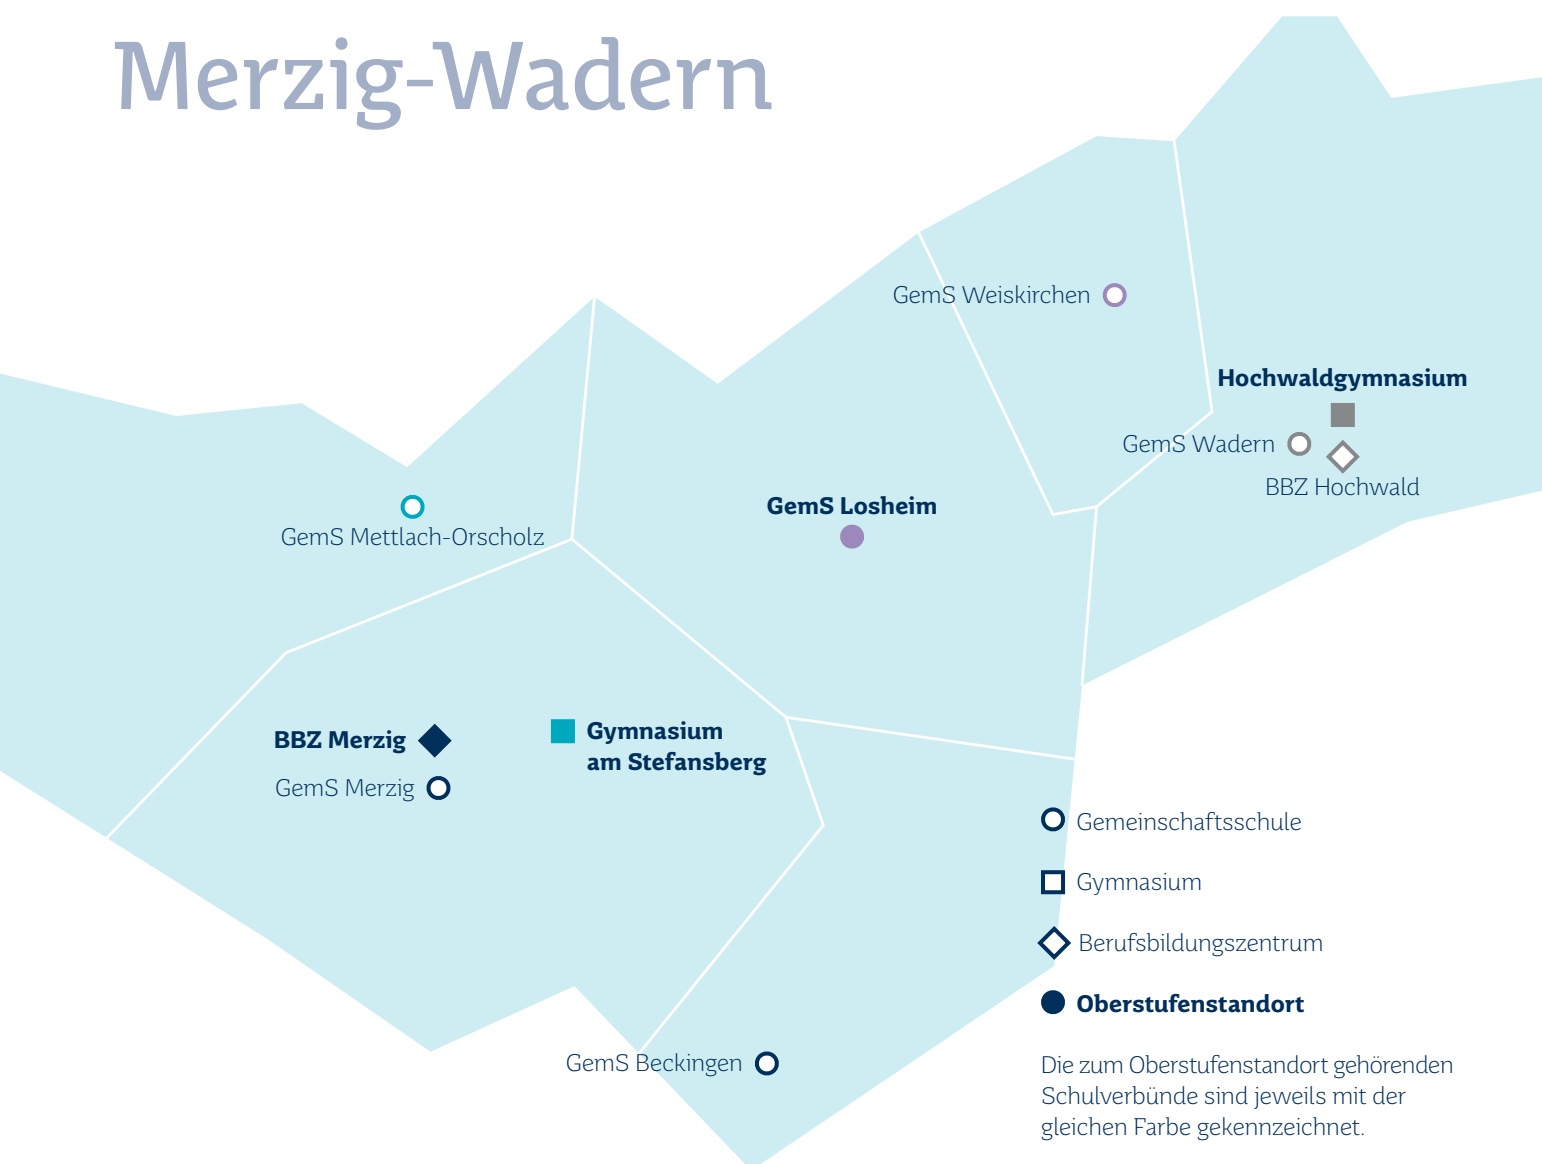 Merzig-Wadern
GemS Weiskirchen
Hochwaldgymnasium
GemS Wadern
BBZ Hochwald
GemS Losheim
GemS Mettlach-Orscholz
BBZ Merzig
Gymnasium
am Stefansberg
GemS Merzig
GemS Beckingen
Gemeinschaftsschule
Gymnasium
Berufsbildungszentrum
Oberstufenstandort
Die zum Oberstufenstandort gehörenden
Schulverbünde sind jeweils mit der
gleichen Farbe gekennzeichnet.